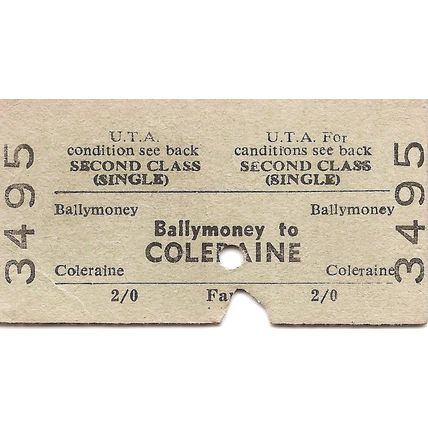 3495
U.T.A. U.T.A. For
condition see back canditions see back
SECOND CLASS SECOND CLASS
(SINGLE) (SINGLE)
Ballymoney Ballymoney
Ballymoney to
COLERAINE
Coleraine Coleraine
2/0 2/0
3495